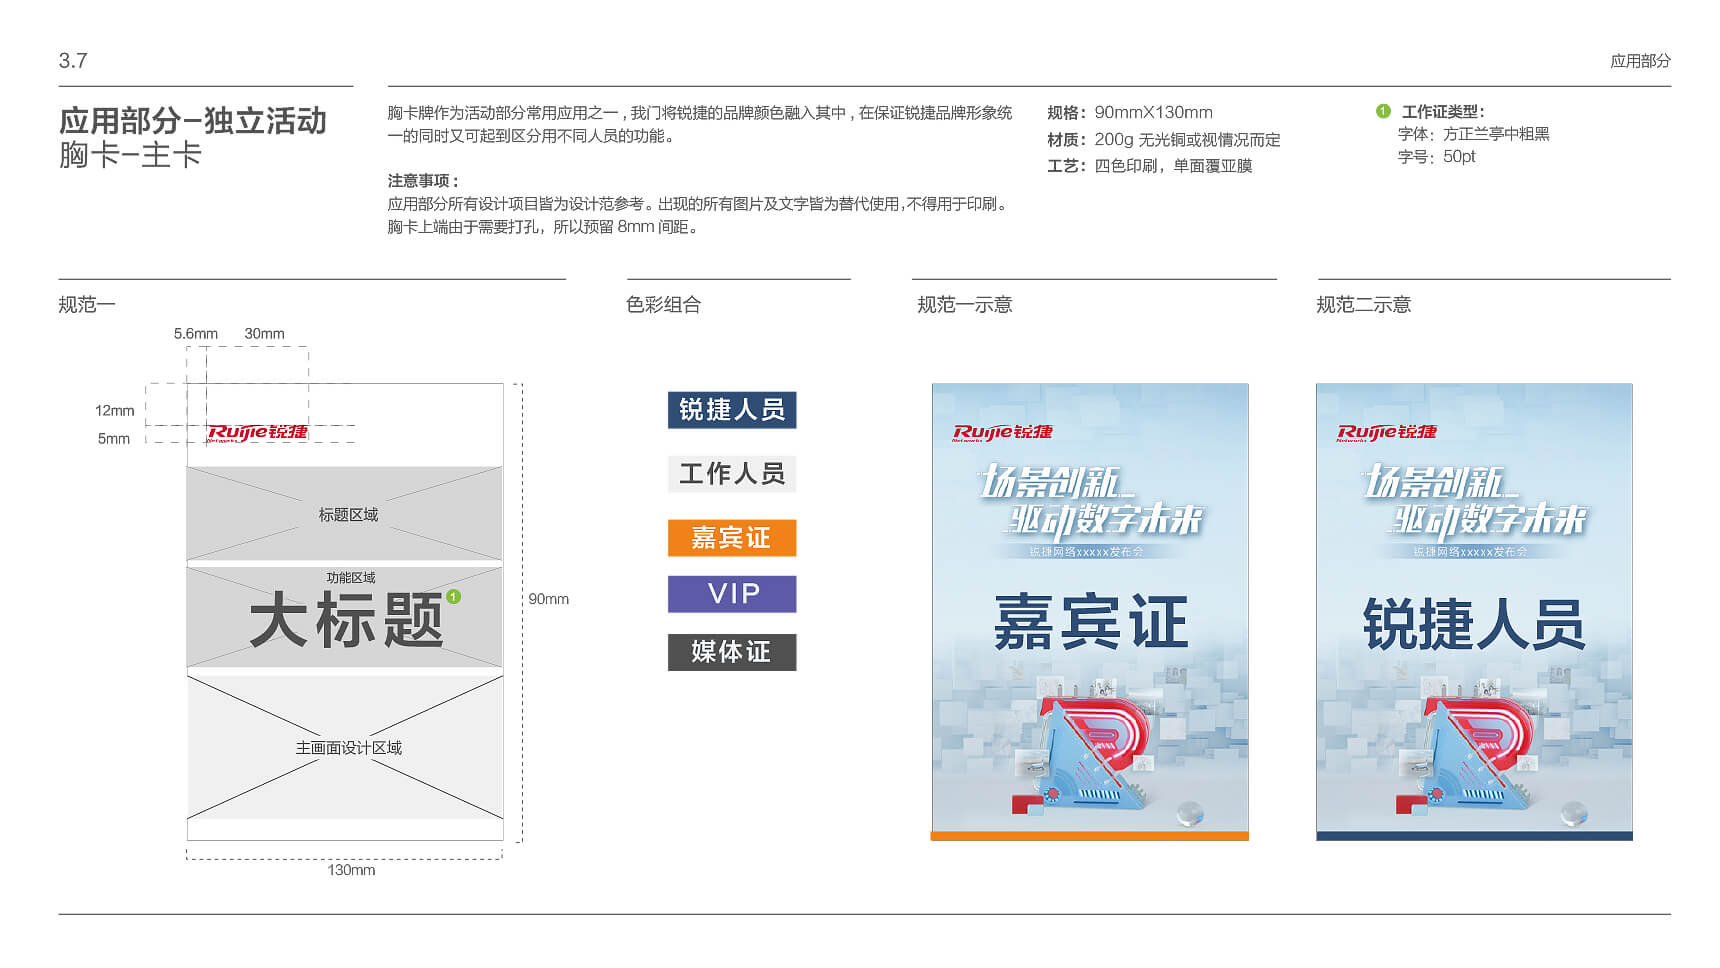 3.7
应用部分
应用部分-独立活动
胸卡-主卡
胸卡牌作为活动部分常用应用之一，我门将锐捷的品牌颜色融入其中，在保证锐捷品牌形象统
一的同时又可起到区分用不同人员的功能。
注意事项：
应用部分所有设计项目皆为设计范参考。出现的所有图片及文字皆为替代使用，不得用于印刷。
胸卡上端由于需要打孔，所以预留 8mm 间距。
规格：90mmX130mm
材质：200g 无光铜或视情况而定
工艺：四色印刷，单面覆亚膜
1 工作证类型：
字体：方正兰亭中粗黑
字号：50pt
规范一
5.6mm 30mm
12mm
5mm
Ruijie锐捷
Networks
标题区域
功能区域
大标题 1
主画面设计区域
90mm
130mm
色彩组合
锐捷人员
工作人员
嘉宾证
VIP
媒体证
规范一示意
Ruijie锐捷
Networks
场景创新_
驱动数字未来
锐捷网络xxxxx发布会
嘉宾证
规范二示意
Ruijie锐捷
Networks
场景创新_
驱动数字未来
锐捷网络xxxxx发布会
锐捷人员